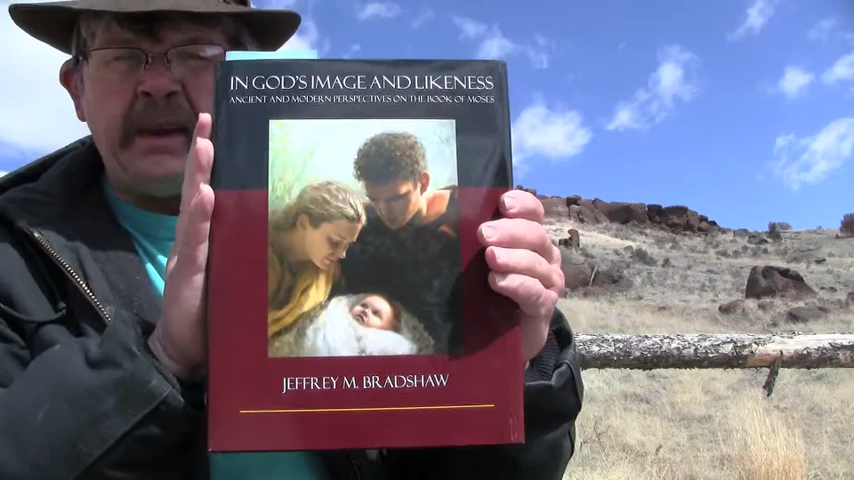 IN GOD'S IMAGE AND LIKENESS
ANCIENT AND MODERN PERSPECTIVES ON THE BOOK OF MOSES
JEFFREY M. BRADSHAW